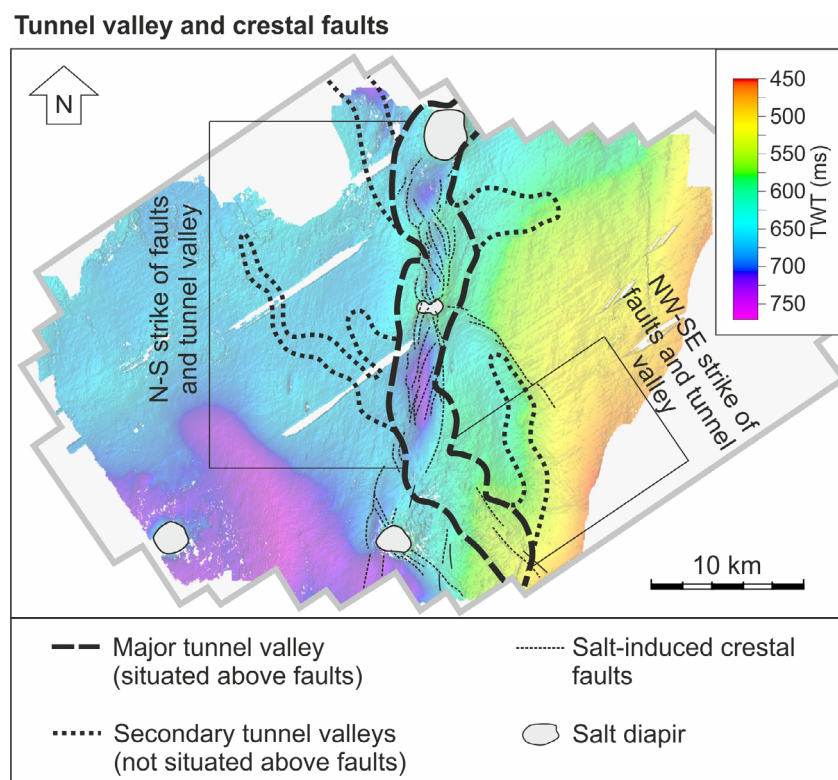 Tunnel valley and crestal faults
N
450
500
550
600
650
700
750
TWT (ms)
N-S strike of faults
and tunnel valley
NW-SE strike of
faults and tunnel
valley
10 km
Major tunnel valley
(situated above faults)
Salt-induced crestal
faults
Secondary tunnel valleys
(not situated above faults)
Salt diapir